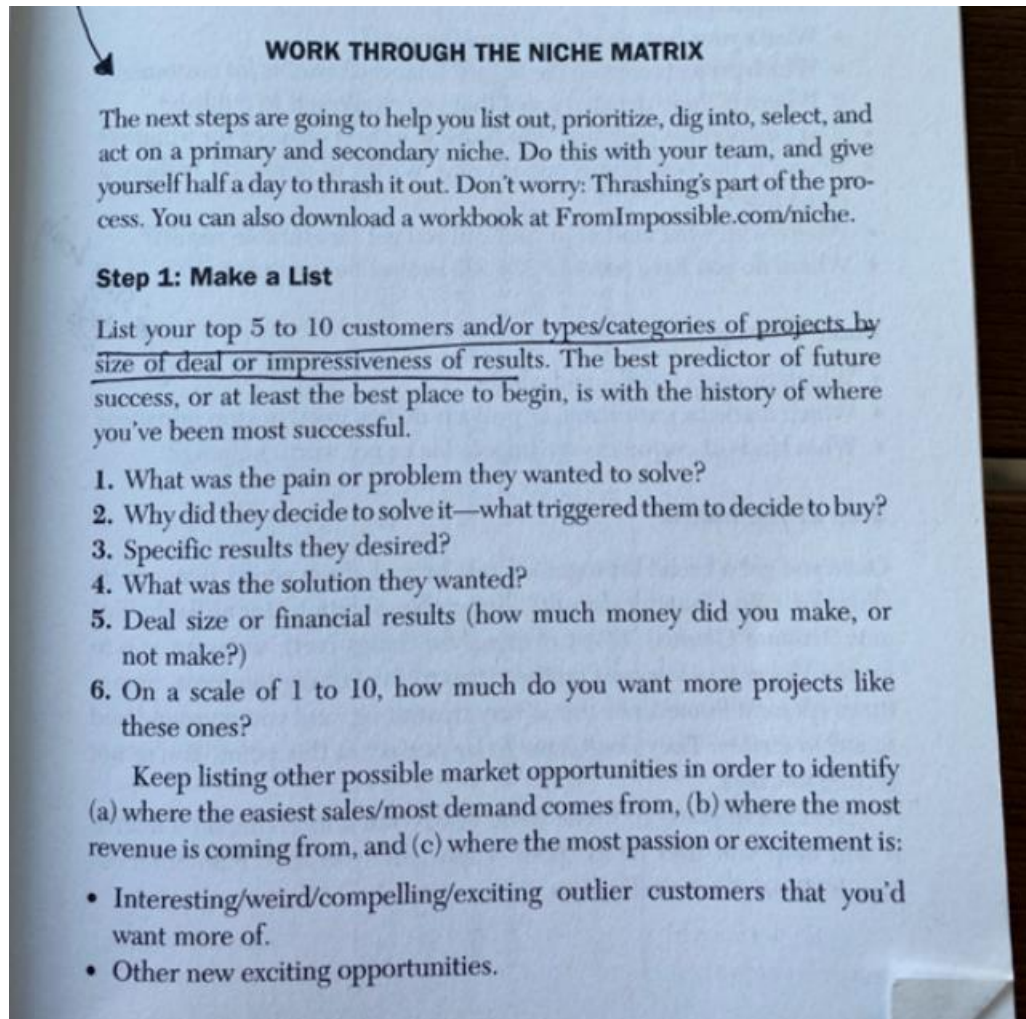 WORK THROUGH THE NICHE MATRIX
The next steps are going to help you list out, prioritize, dig into, select, and
act on a primary and secondary niche. Do this with your team, and give
yourself half a day to thrash it out. Don't worry: Thrashing's part of the pro-
cess. You can also download a workbook at FromImpossible.com/niche.
Step 1: Make a List
List your top 5 to 10 customers and/or types/categories of projects by
size of deal or impressiveness of results. The best predictor of future
success, or at least the best place to begin, is with the history of where
you've been most successful.
1. What was the pain or problem they wanted to solve?
2. Why did they decide to solve it—what triggered them to decide to buy?
3. Specific results they desired?
4. What was the solution they wanted?
5. Deal size or financial results (how much money did you make, or
not make?)
6. On a scale of 1 to 10, how much do you want more projects like
these ones?
Keep listing other possible market opportunities in order to identify
(a) where the easiest sales/most demand comes from, (b) where the most
revenue is coming from, and (c) where the most passion or excitement is:
• Interesting/weird/compelling/exciting outlier customers that you'd
want more of.
• Other new exciting opportunities.